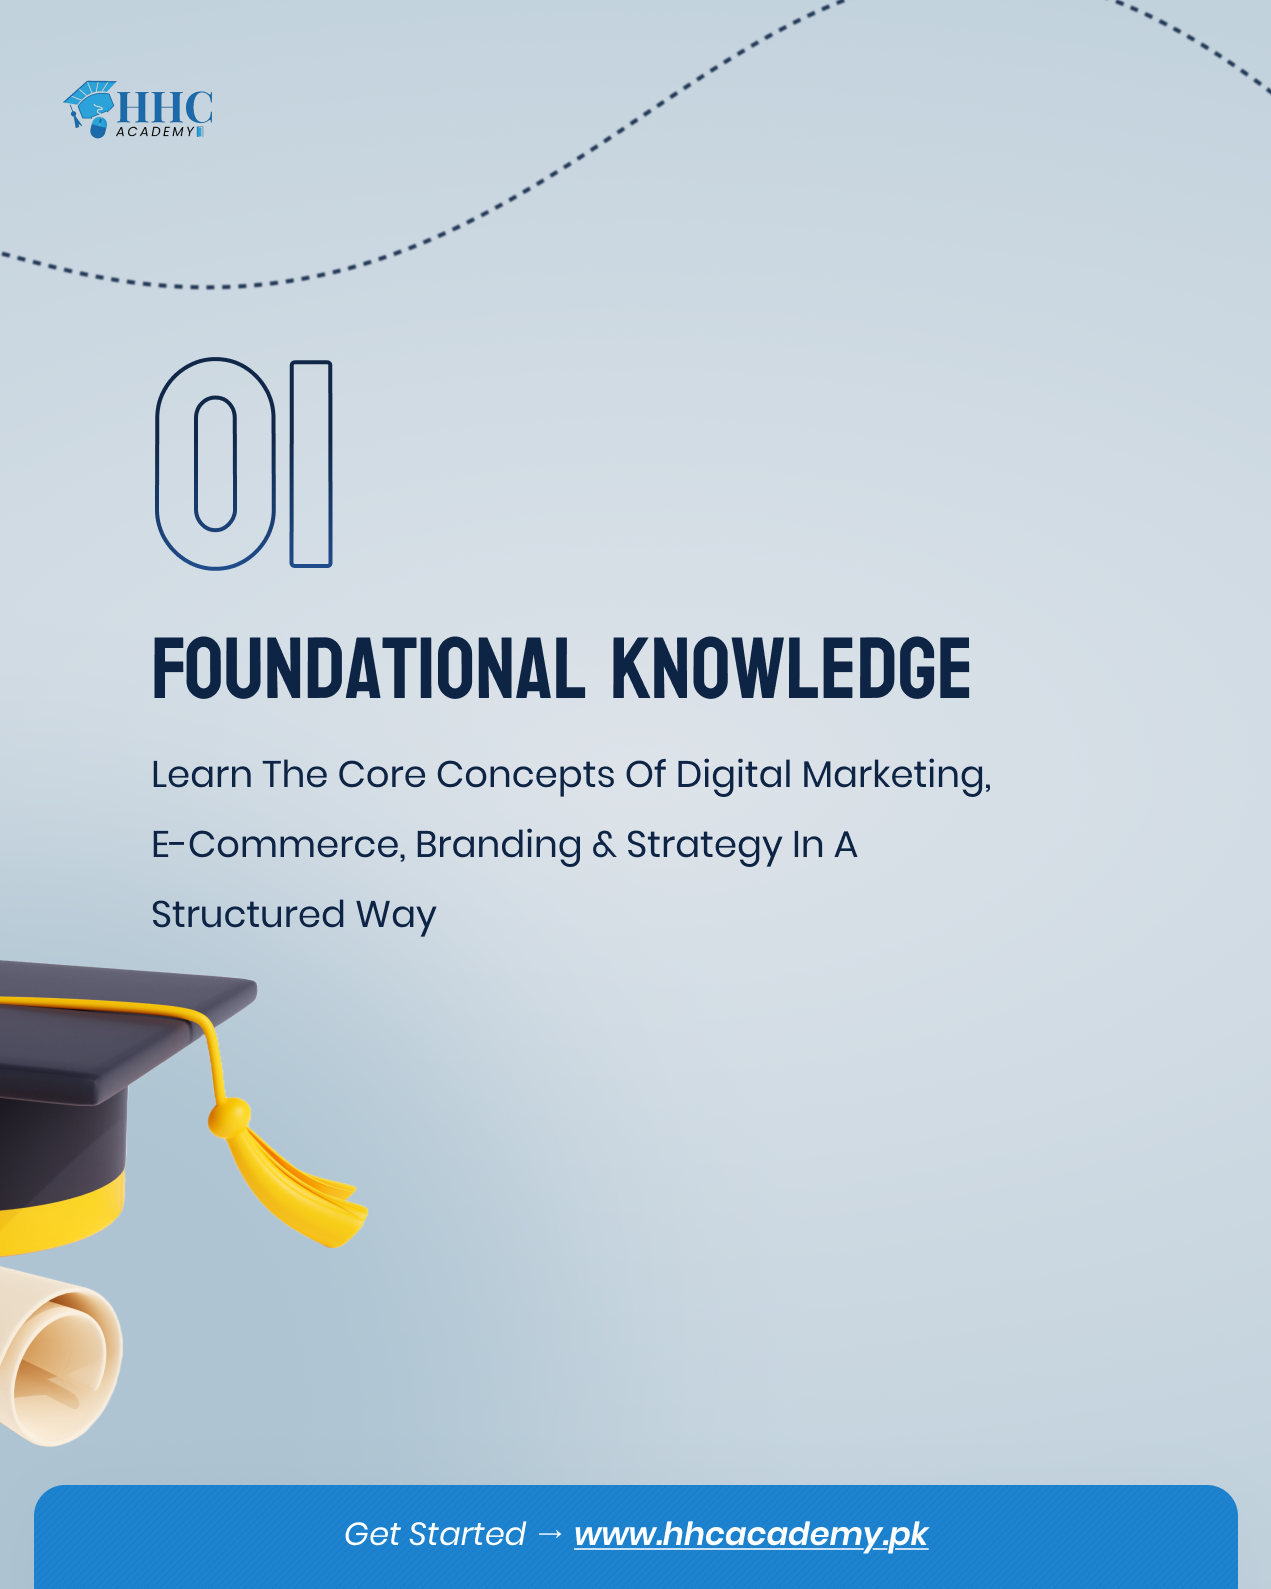 HHC
ACADEMY
01
FOUNDATIONAL KNOWLEDGE
Learn The Core Concepts Of Digital Marketing,
E-Commerce, Branding & Strategy In A
Structured Way
Get Started → www.hhcacademy.pk